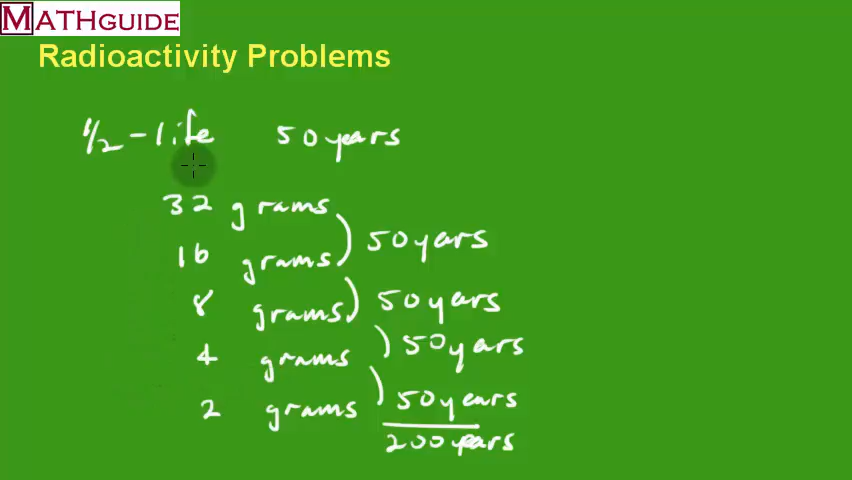 MATHGUIDE
Radioactivity Problems
1/2 - life 50 years
32 grams
50 years
16 grams
50 years
8 grams
50 years
4 grams
50 years
2 grams
200 years